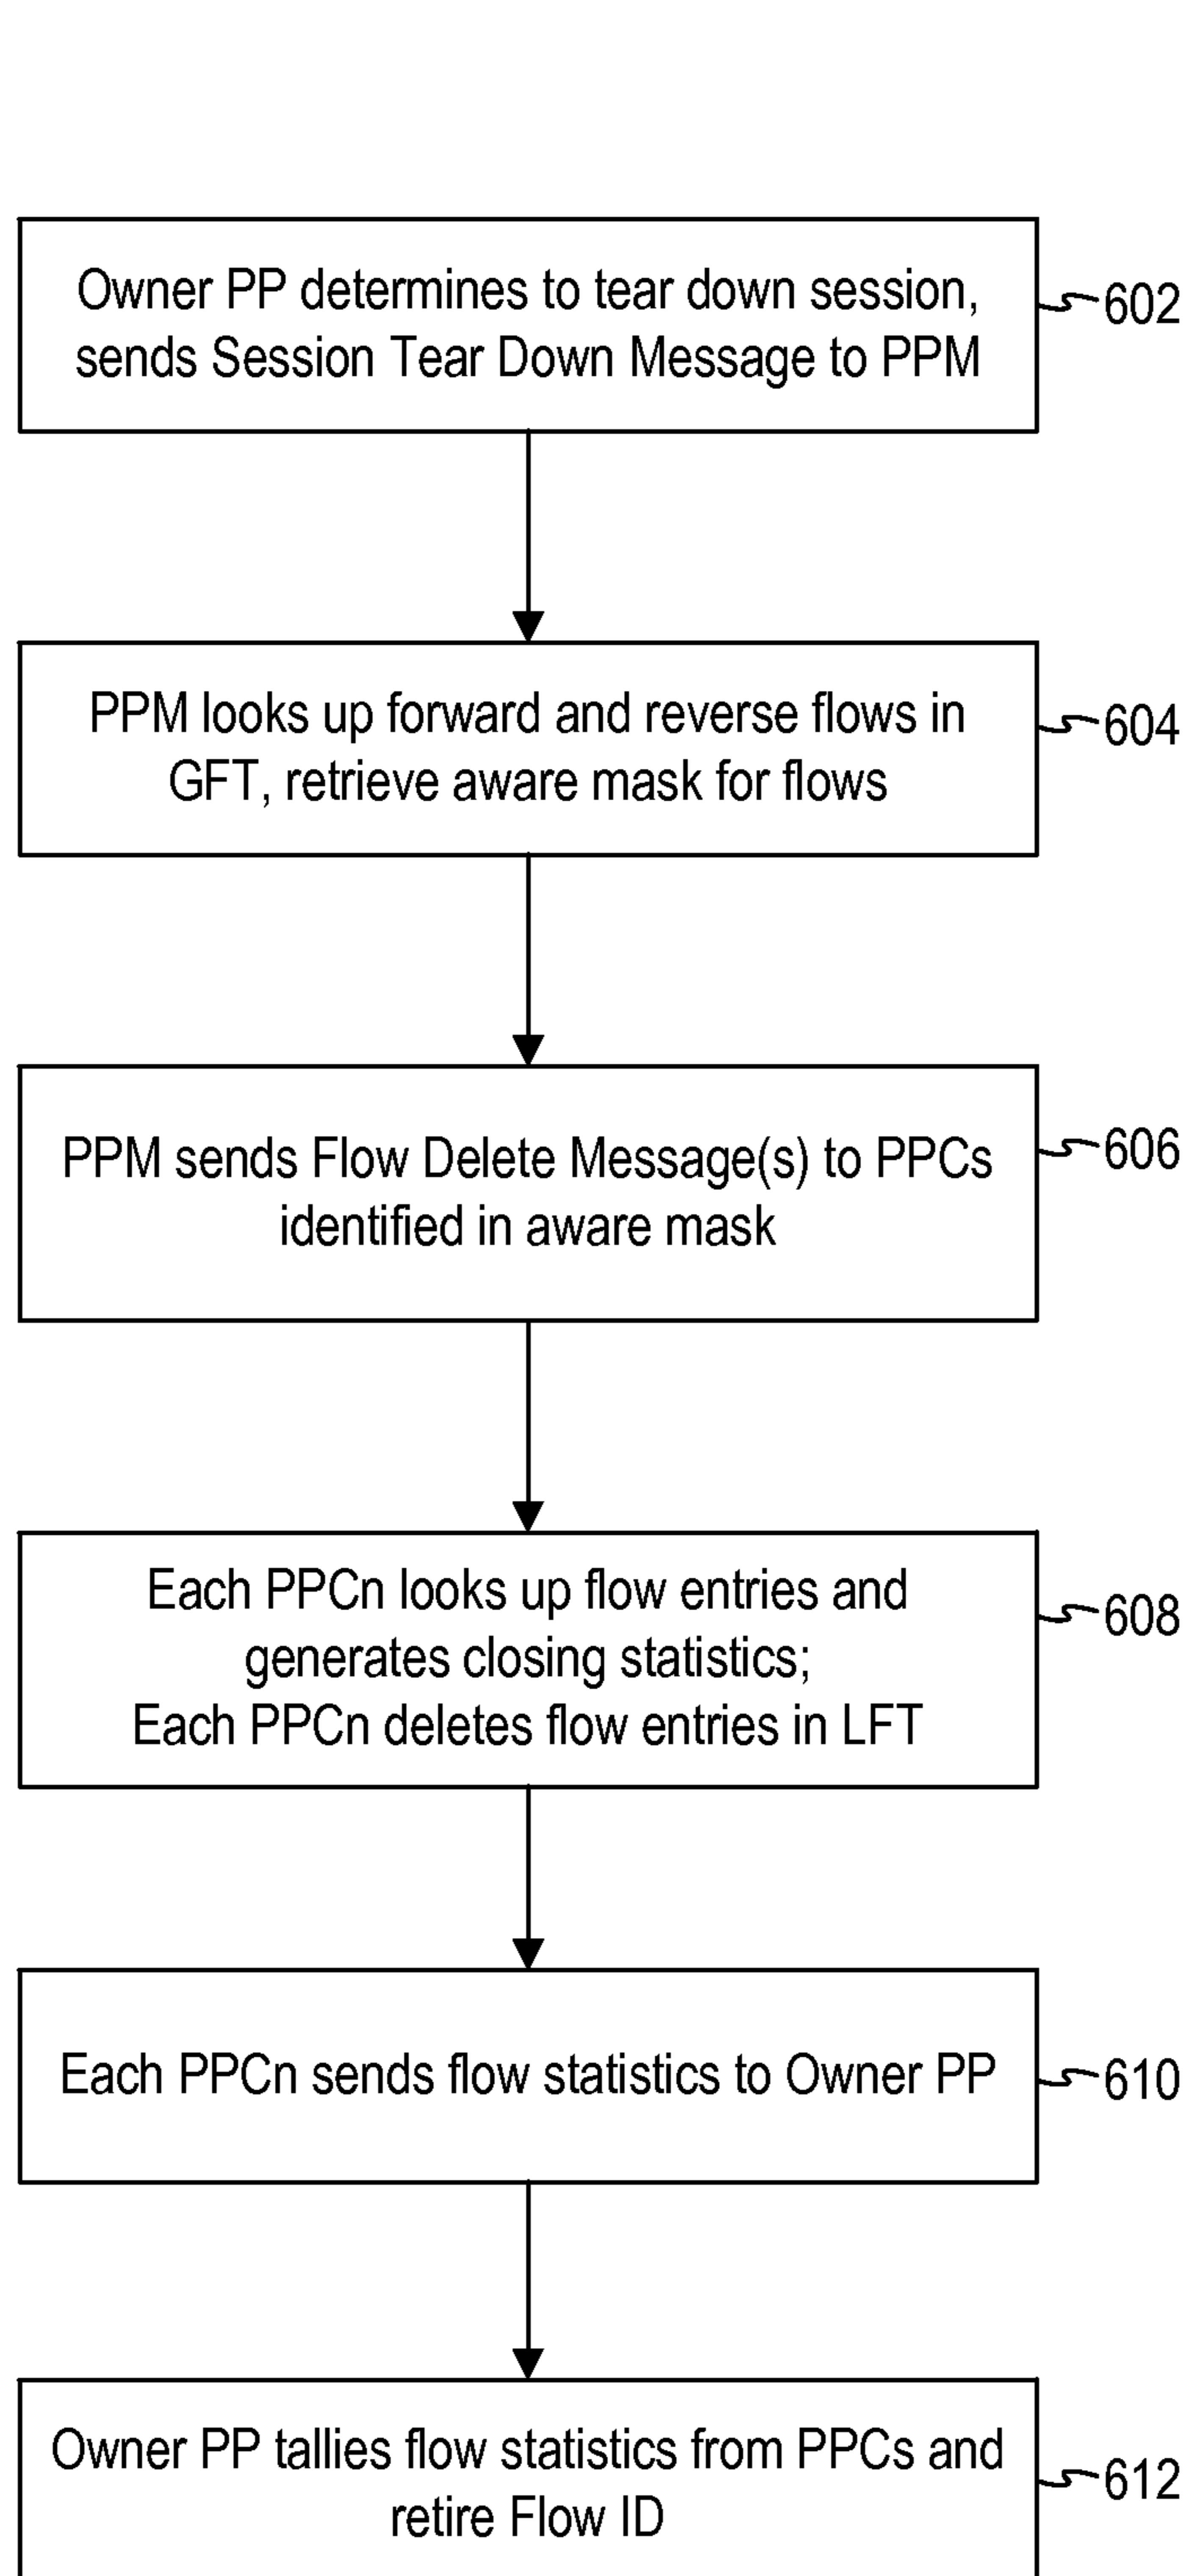 Owner PP determines to tear down session,
sends Session Tear Down Message to PPM
602
PPM looks up forward and reverse flows in
GFT, retrieve aware mask for flows
604
PPM sends Flow Delete Message(s) to PPCs
identified in aware mask
606
Each PPCn looks up flow entries and
generates closing statistics;
Each PPCn deletes flow entries in LFT
608
Each PPCn sends flow statistics to Owner PP
610
Owner PP tallies flow statistics from PPCs and
retire Flow ID
612